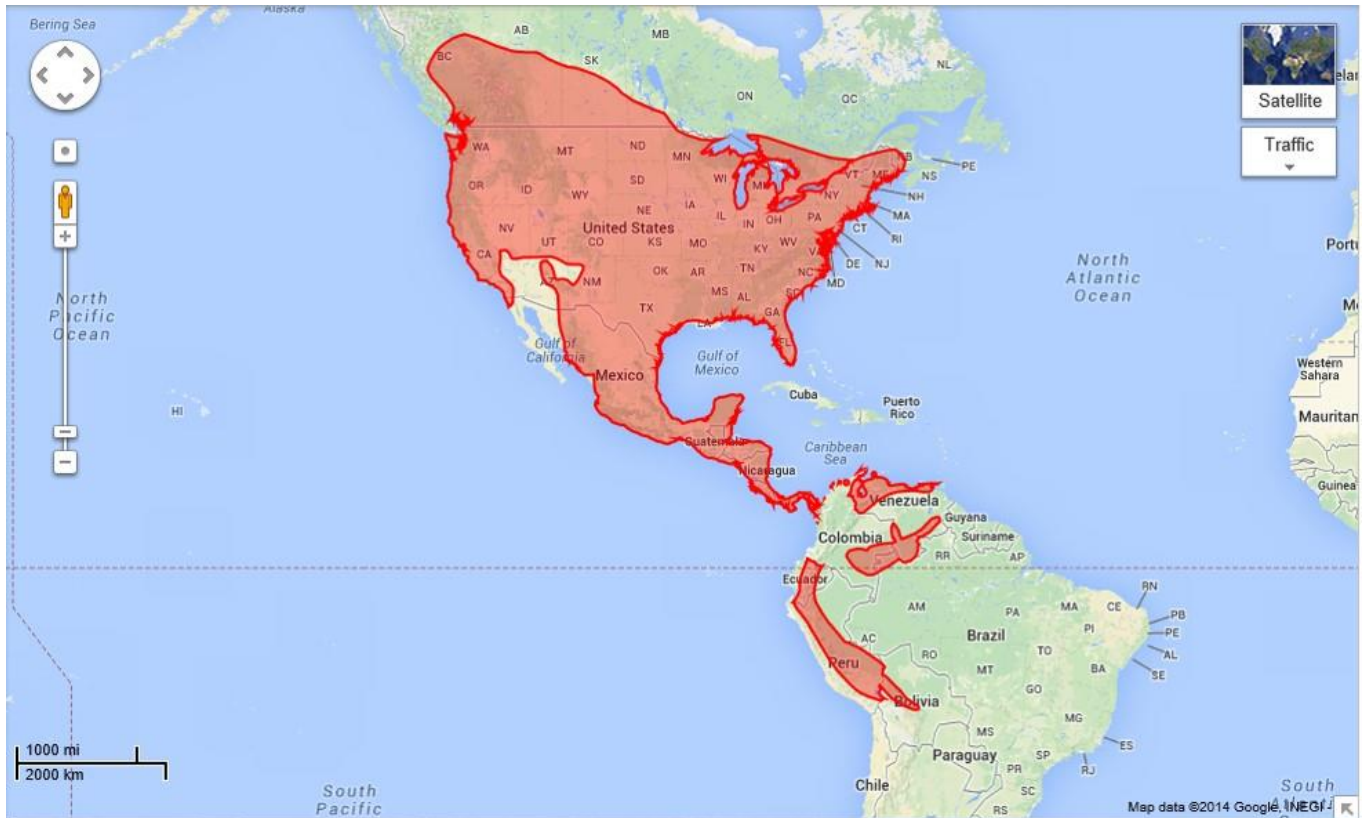 Bering Sea
Alaska
AB
MB
BC
SK
NL
ON
QC
Satellite
Traffic
WA
MT
ND
MN
NB
PE
VT
ME
NS
OR
ID
WY
SD
WI
MI
NY
NH
NE
IA
IL
IN
OH
PA
MA
CT
RI
NV
UT
CO
United States
KS
MO
KY
WV
VA
DE
NJ
CA
AZ
NM
OK
AR
TN
NC
MD
MS
AL
SC
GA
TX
LA
FL
North
Pacific
Ocean
North
Atlantic
Ocean
Gulf of
California
Gulf of
Mexico
Mexico
Cuba
Puerto
Rico
HI
Western
Sahara
Mauritan
Guatemala
Caribbean
Sea
Nicaragua
Venezuela
Guinea
Guyana
Colombia
Suriname
RR
AP
Ecuador
AM
PA
MA
CE
RN
PB
PI
PE
AC
Brazil
TO
AL
Peru
RO
MT
BA
SE
GO
Bolivia
MG
MS
ES
Paraguay
SP
RJ
PR
Chile
SC
RS
1000 mi
2000 km
South
Pacific
South
Map data ©2014 Google, INEGI -